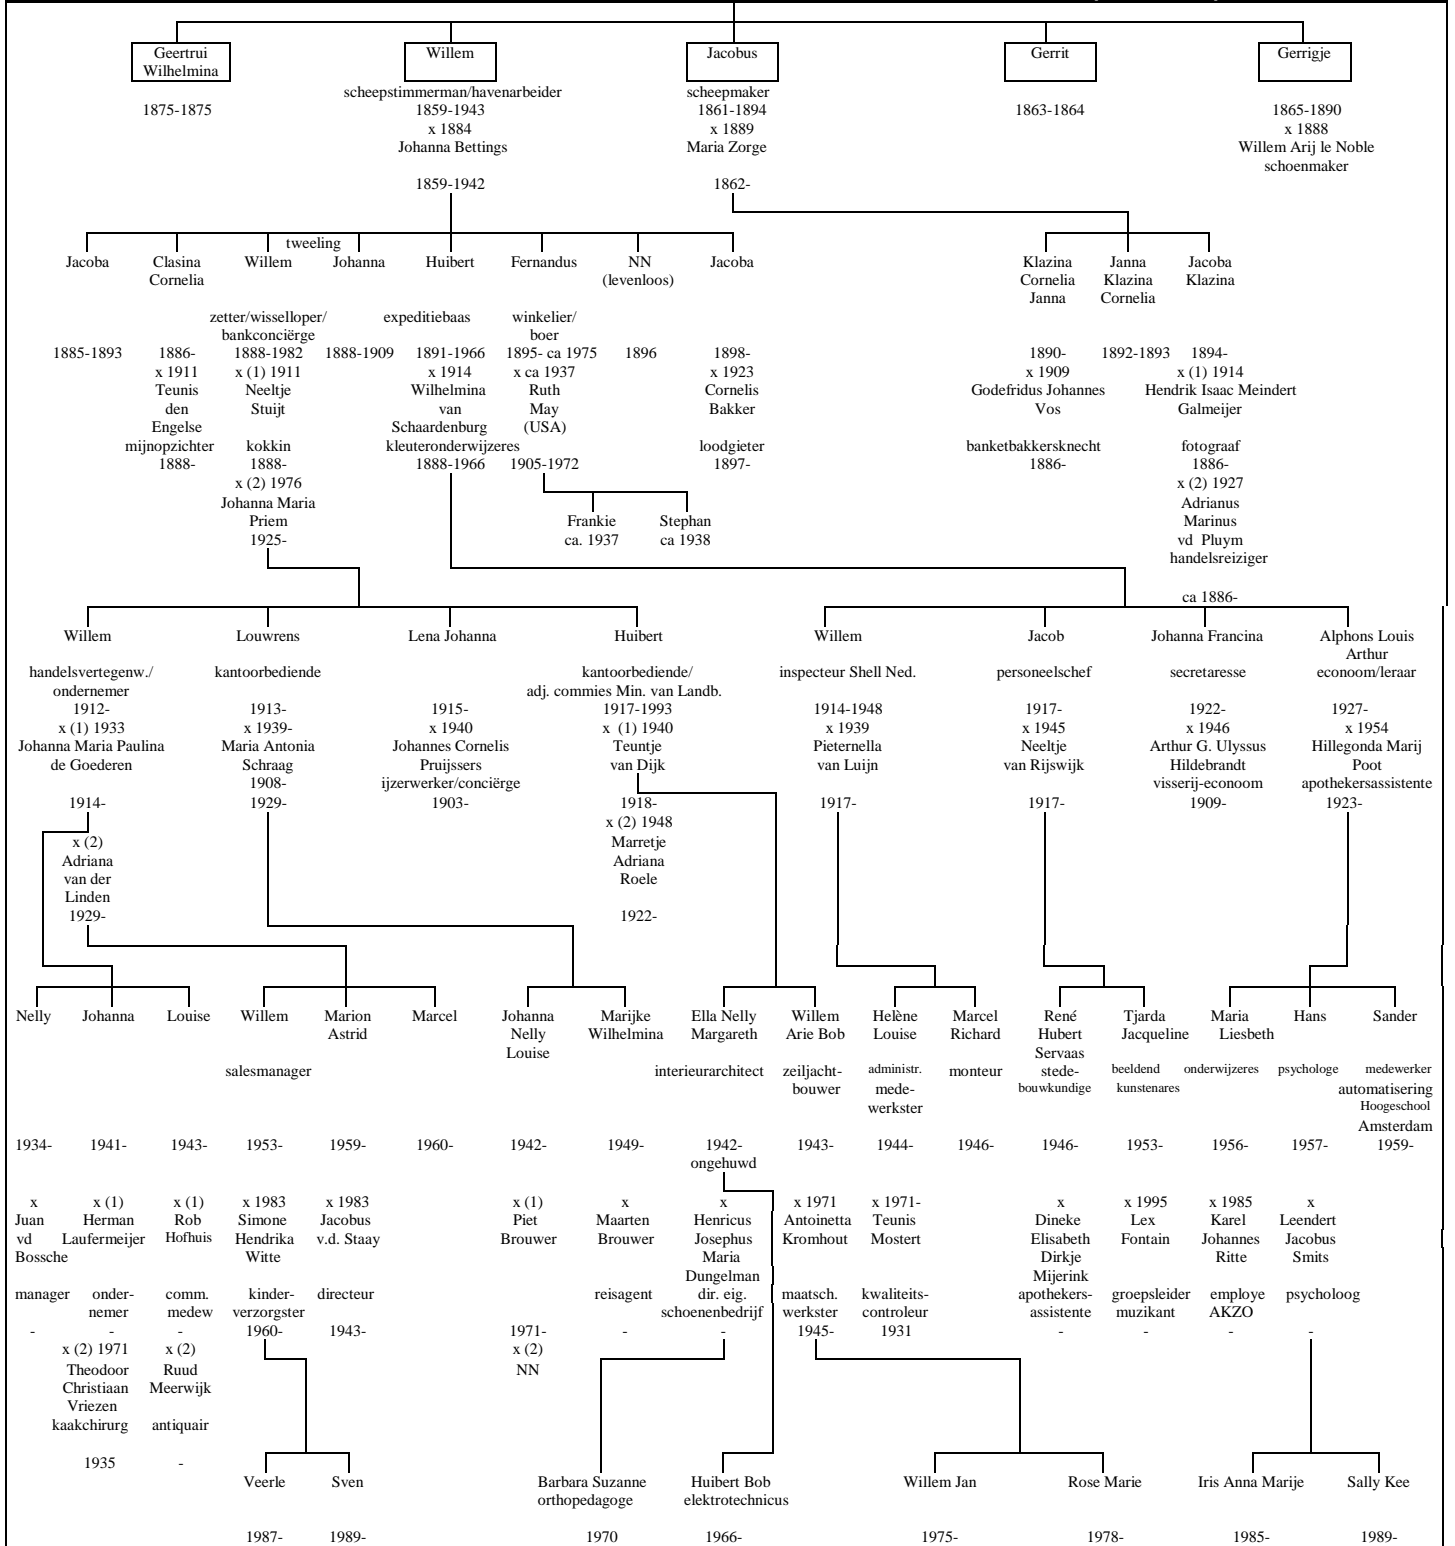 Geertrui
Wilhelmina
1875-1875
Willem
scheepstimmerman/havenarbeider
1859-1943
x 1884
Johanna Bettings
1859-1942
Jacobus
scheepmaker
1861-1894
x 1889
Maria Zorge
1862-
Gerrit
1863-1864
Gerrigje
1865-1890
x 1888
Willem Arij le Noble
schoenmaker
Jacoba
1885-1893
Clasina
Cornelia
1886-
x 1911
Teunis
den
Engelse
mijnopzichter
1888-
tweeling
Willem
zetter/wisselloper/
bankconciërge
1888-1982
x (1) 1911
Neeltje
Stuijt
kokkin
1888-
x (2) 1976
Johanna Maria
Priem
1925-
Johanna
1888-1909
Huibert
expeditiebaas
1891-1966
x 1914
Wilhelmina
van
Schaardenburg
kleuteronderwijzeres
1888-1966
Fernandus
winkelier/
boer
1895- ca 1975
x ca 1937
Ruth
May
(USA)
1905-1972
NN
(levenloos)
1896
Jacoba
1898-
x 1923
Cornelis
Bakker
loodgieter
1897-
Klazina
Cornelia
Janna
1890-
x 1909
Godefridus Johannes
Vos
banketbakkersknecht
1886-
Janna
Klazina
Cornelia
1892-1893
Jacoba
Klazina
1894-
x (1) 1914
Hendrik Isaac Meindert
Galmeijer
fotograaf
1886-
x (2) 1927
Adrianus
Marinus
vd Pluym
handelsreiziger
ca 1886-
Frankie
ca. 1937
Stephan
ca 1938
Willem
handelsvertegenw./
ondernemer
1912-
x (1) 1933
Johanna Maria Paulina
de Goederen
1914-
x (2)
Adriana
van der
Linden
1929-
Louwrens
kantoorbediende
1913-
x 1939-
Maria Antonia
Schraag
1908-
1929-
Lena Johanna
1915-
x 1940
Johannes Cornelis
Pruijssers
ijzerwerker/conciërge
1903-
Huibert
kantoorbediende/
adj. commies Min. van Landb.
1917-1993
x (1) 1940
Teuntje
van Dijk
1918-
x (2) 1948
Marretje
Adriana
Roele
1922-
Willem
inspecteur Shell Ned.
1914-1948
x 1939
Pieternella
van Luijn
1917-
Jacob
personeelschef
1917-
x 1945
Neeltje
van Rijswijk
1917-
Johanna Francina
secretaresse
1922-
x 1946
Arthur G. Ulyssus
Hildebrandt
visserij-econoom
1909-
Alphons Louis
Arthur
econoom/leraar
1927-
x 1954
Hillegonda Marij
Poot
apothekersassistente
1923-
Nelly
1934-
x
Juan
vd
Bossche
manager
-
Johanna
1941-
x (1)
Herman
Laufermeijer
onder-
nemer
-
x (2) 1971
Theodoor
Christiaan
Vriezen
kaakchirurg
1935
Louise
1943-
x (1)
Rob
Hofhuis
comm.
medew
-
x (2)
Ruud
Meerwijk
antiquair
-
Willem
salesmanager
1953-
x 1983
Simone
Hendrika
Witte
kinder-
verzorgster
1960-
Marion
Astrid
1959-
x 1983
Jacobus
v.d. Staay
directeur
1943-
Marcel
1960-
Johanna
Nelly
Louise
1942-
x (1)
Piet
Brouwer
1971-
x (2)
NN
Marijke
Wilhelmina
1949-
x
Maarten
Brouwer
reisagent
-
Ella Nelly
Margareth
interieurarchitect
1942-
ongehuwd
x
Henricus
Josephus
Maria
Dungelman
dir. eig.
schoenenbedrijf
-
Willem
Arie Bob
zeiljacht-
bouwer
1943-
x 1971
Antoinetta
Kromhout
maatsch.
werkster
1945-
Helène
Louise
administr.
mede-
werkster
1944-
x 1971-
Teunis
Mostert
kwaliteits-
controleur
1931
Marcel
Richard
monteur
1946-
René
Hubert
Servaas
stede-
bouwkundige
1946-
x
Dineke
Elisabeth
Dirkje
Mijerink
apothekers-
assistente
-
Tjarda
Jacqueline
beeldend
kunstenares
1953-
x 1995
Lex
Fontain
groepsleider
muzikant
-
Maria
Liesbeth
onderwijzeres
1956-
x 1985
Karel
Johannes
Ritte
employe
AKZO
-
Hans
psychologe
1957-
x
Leendert
Jacobus
Smits
psycholoog
-
Sander
medewerker
automatisering
Hoogeschool
Amsterdam
1959-
Veerle
1987-
Sven
1989-
Barbara Suzanne
orthopedagoge
1970
Huibert Bob
elektrotechnicus
1966-
Willem Jan
1975-
Rose Marie
1978-
Iris Anna Marije
1985-
Sally Kee
1989-